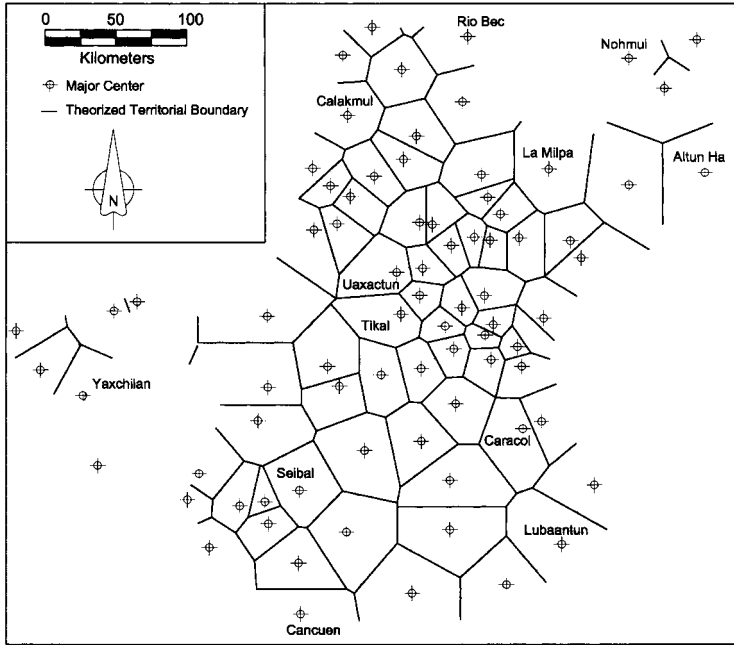 0 50 100
Kilometers
Major Center
Theorized Territorial Boundary
N
Rio Bec
Nohmul
Calakmul
La Milpa
Altun Ha
Uaxactun
Tikal
Yaxchilan
Caracol
Seibal
Lubaantun
Cancuen